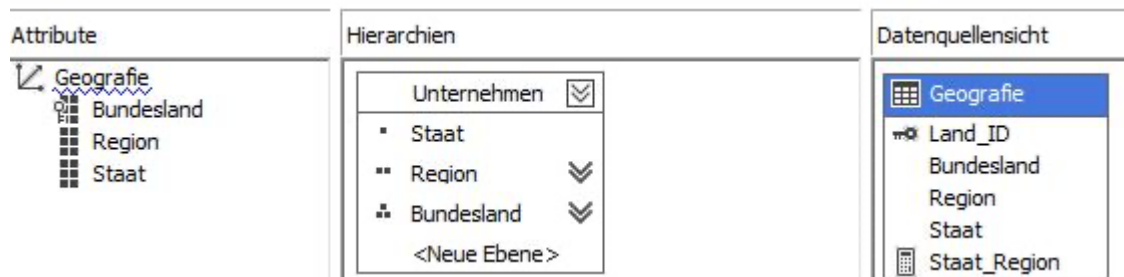 Attribute
Geografie
Bundesland
Region
Staat
Hierarchien
Unternehmen
Staat
Region
Bundesland
<Neue Ebene>
Datenquellensicht
Geografie
Land_ID
Bundesland
Region
Staat
Staat_Region